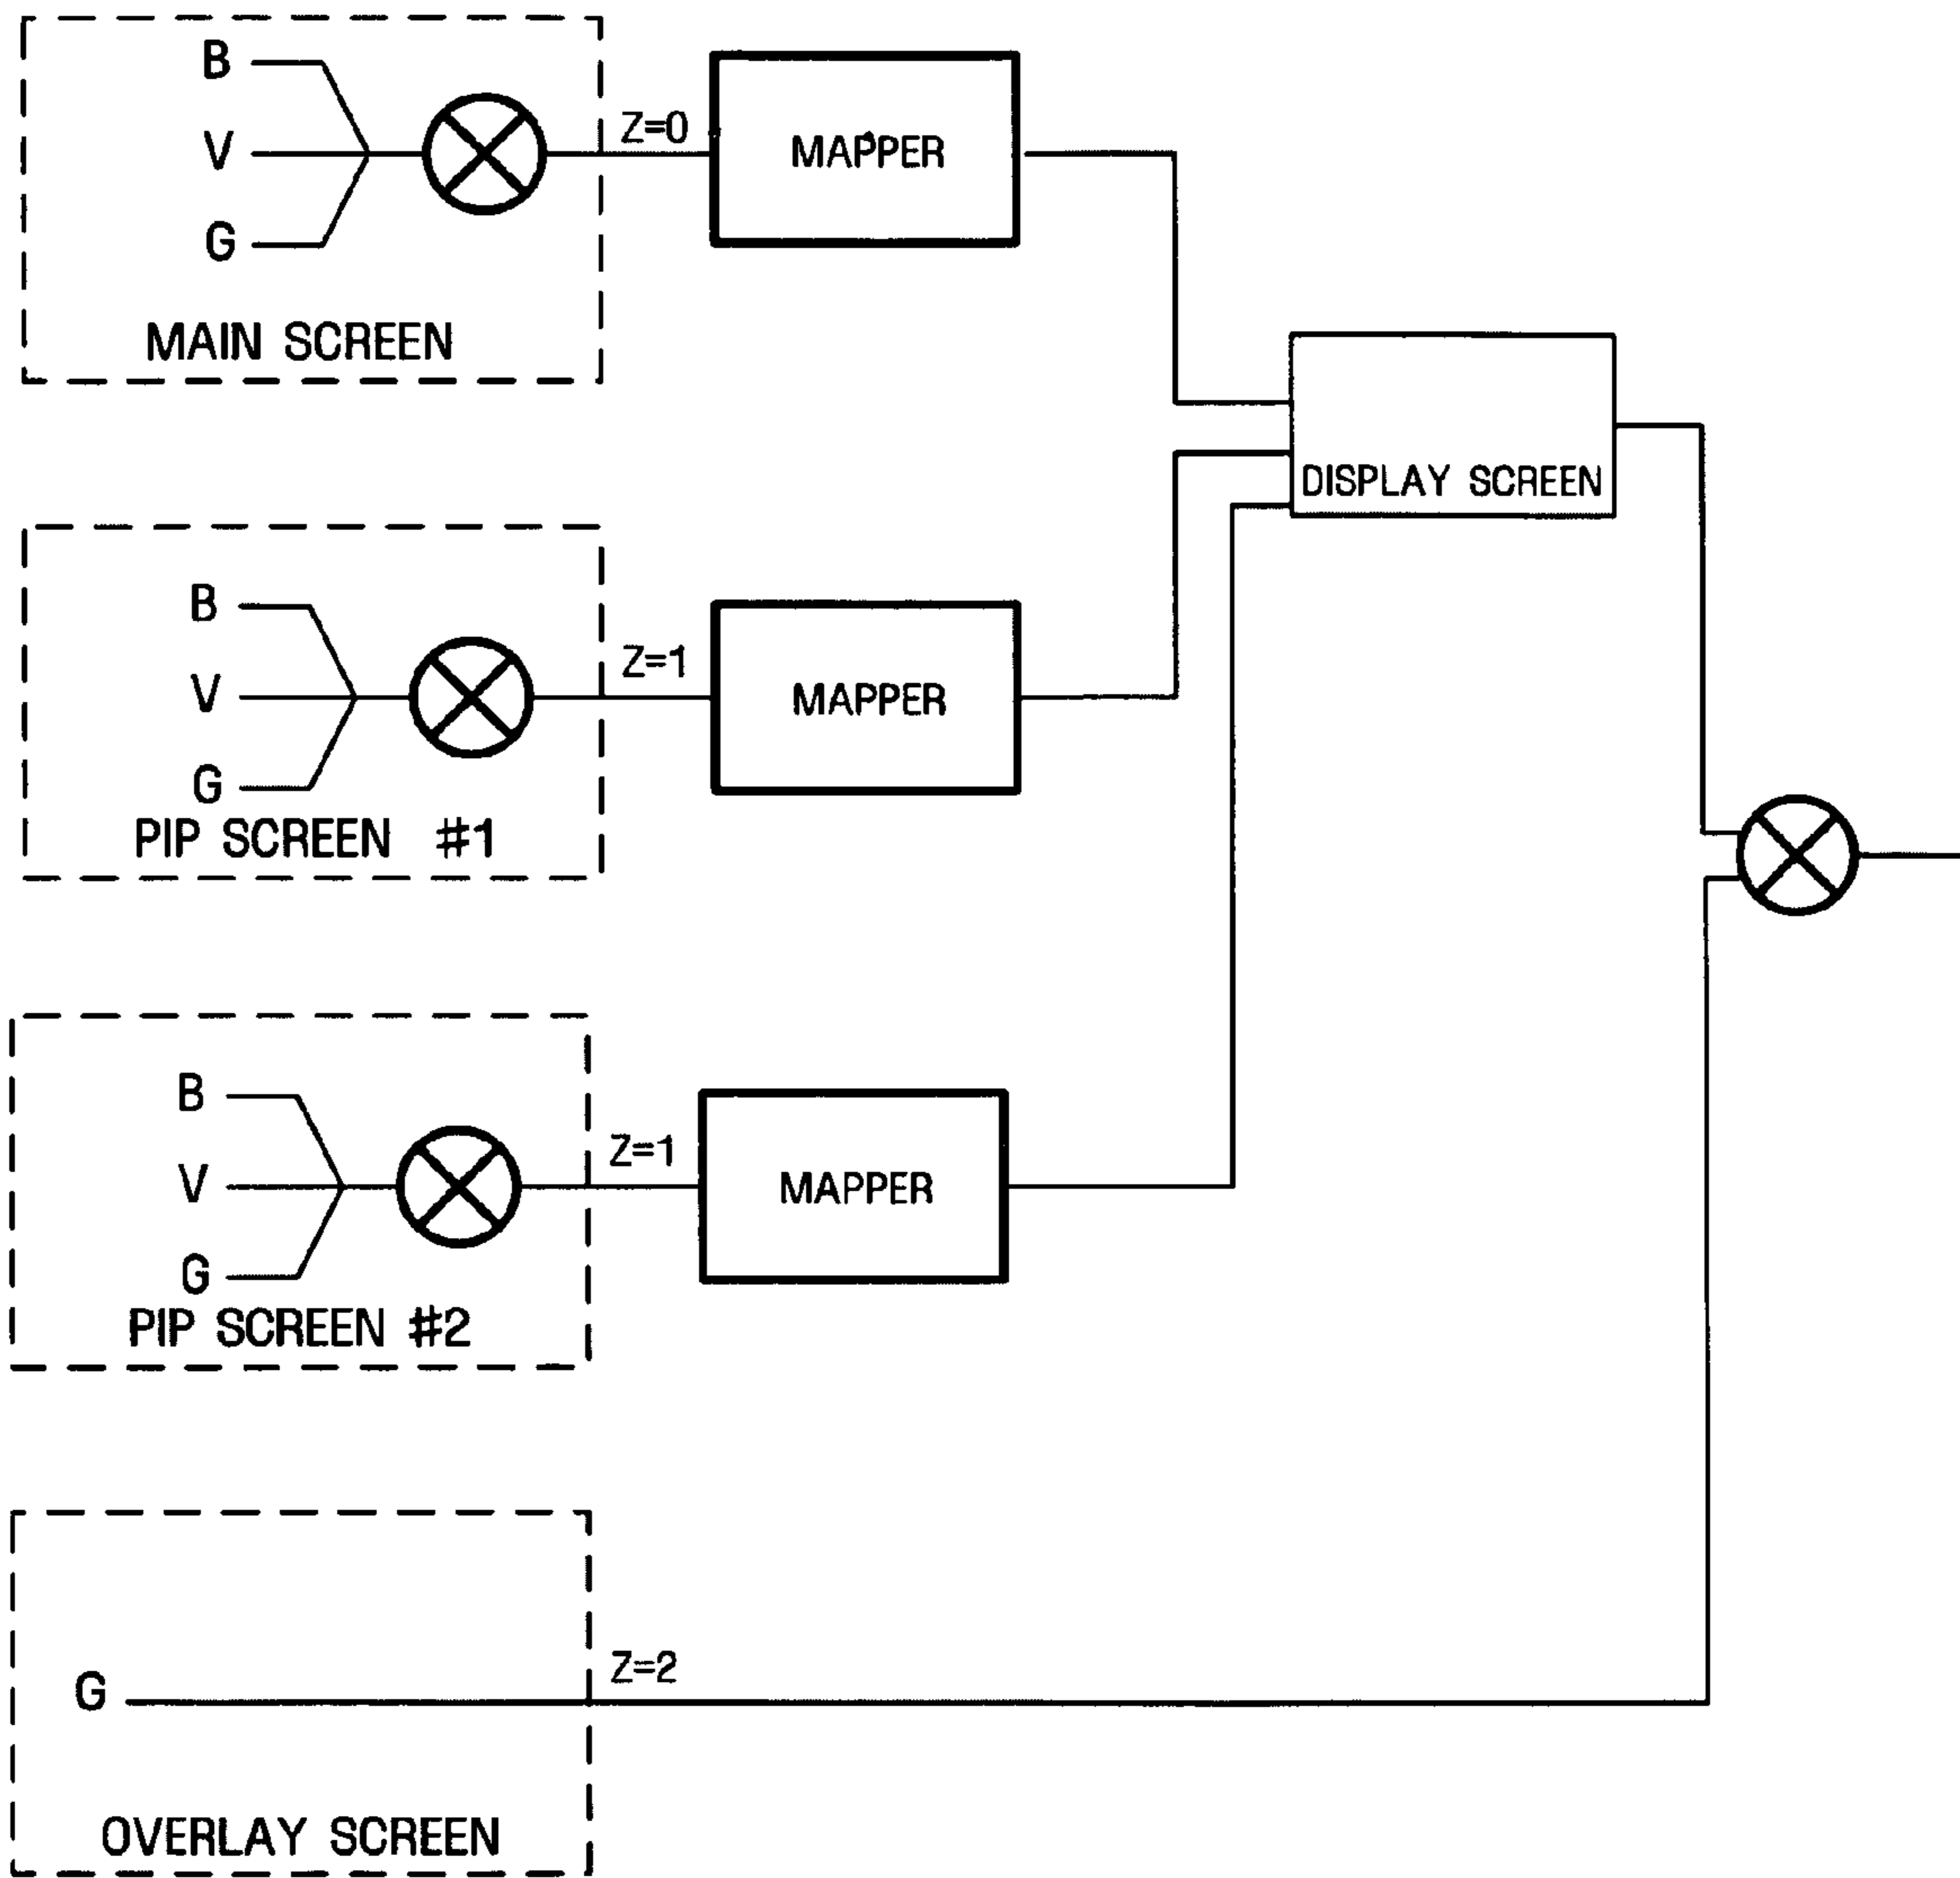 B
V
G
Z=0
MAPPER
MAIN SCREEN
DISPLAY SCREEN
B
V
G
Z=1
MAPPER
PIP SCREEN #1
B
V
G
Z=1
MAPPER
PIP SCREEN #2
G
Z=2
OVERLAY SCREEN